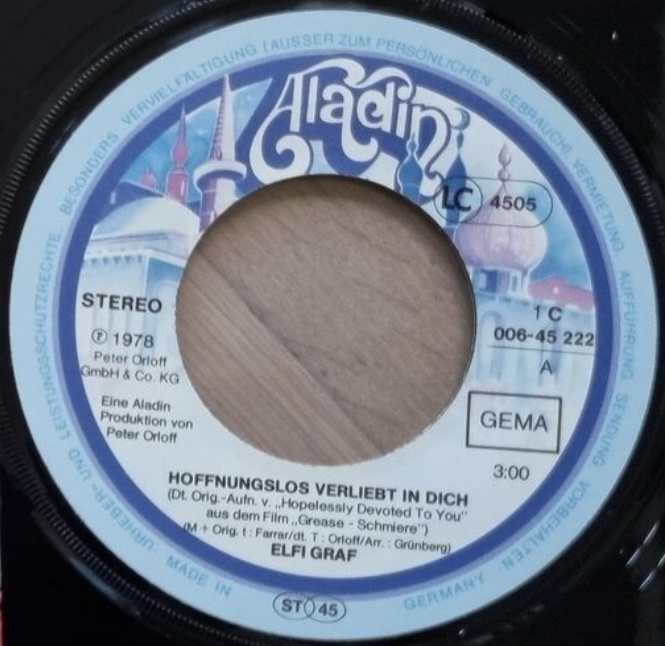 URHEBER- UND LEISTUNGSSCHUTZRECHTE, BESONDERS VERVIELFÄLTIGUNG (AUSSER ZUM PERSÖNLICHEN GEBRAUCH), VERMIETUNG, AUFFÜHRUNG, SENDUNG VORBEHALTEN ·
Aladin
LC 4505
STEREO
℗ 1978
Peter Orloff
GmbH & Co. KG
Eine Aladin
Produktion von
Peter Orloff
1 C
006-45 222
A
GEMA
3:00
HOFFNUNGSLOS VERLIEBT IN DICH
(Dt. Orig.-Aufn. v. „Hopelessly Devoted To You"
aus dem Film „Grease - Schmiere")
(M + Orig. t : Farrar/dt. T : Orloff/Arr. : Grünberg)
ELFI GRAF
MADE IN GERMANY
ST 45